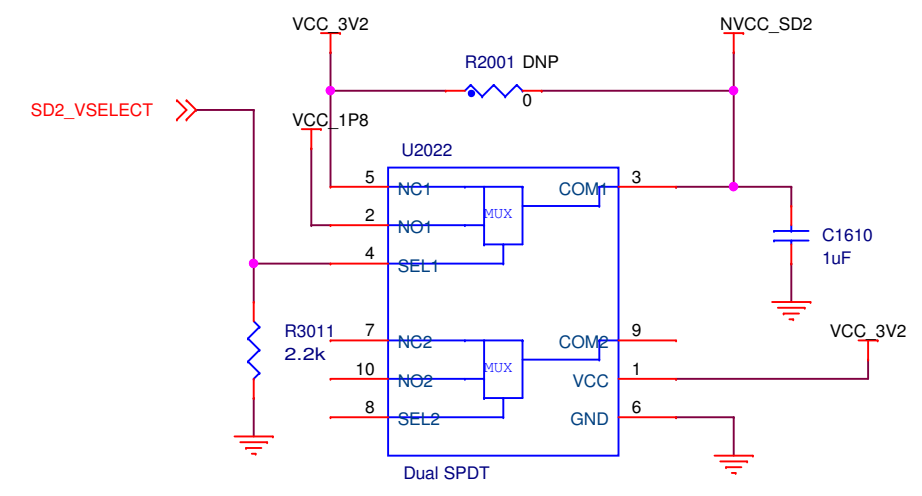 VCC_3V2
NVCC_SD2
R2001 DNP
0
SD2_VSELECT
VCC_1P8
U2022
5 NC1 COM1 3
MUX
2 NO1
4 SEL1
C1610
1uF
R3011
2.2k
7 NC2 COM2 9
VCC_3V2
MUX
10 NO2 VCC 1
8 SEL2 GND 6
Dual SPDT